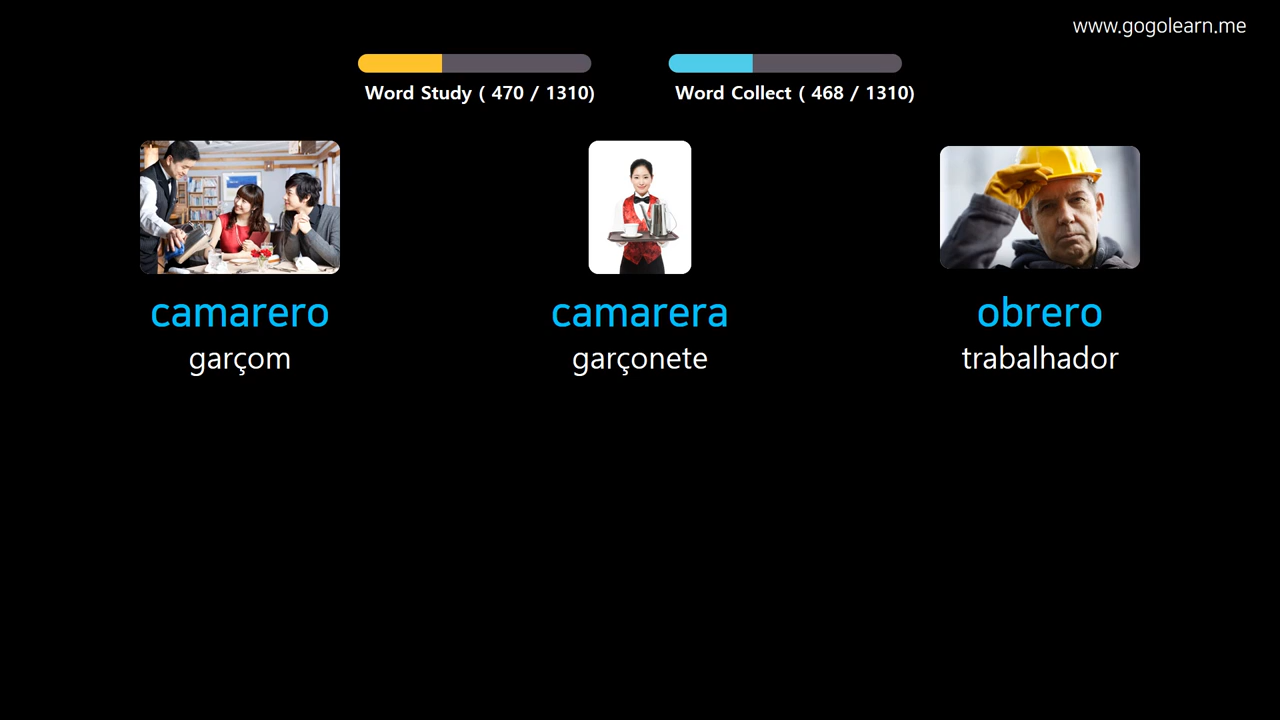 www.gogolearn.me
Word Study ( 470 / 1310)
Word Collect ( 468 / 1310)
camarero
garçom
camarera
garçonete
obrero
trabalhador